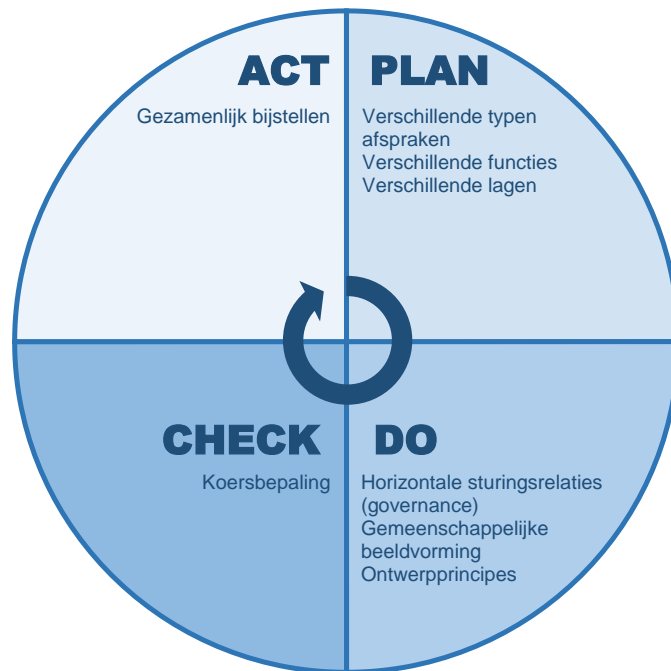 ACT
Gezamenlijk bijstellen
PLAN
Verschillende typen
afspraken
Verschillende functies
Verschillende lagen
CHECK
Koersbepaling
DO
Horizontale sturingsrelaties
(governance)
Gemeenschappelijke
beeldvorming
Ontwerpprincipes